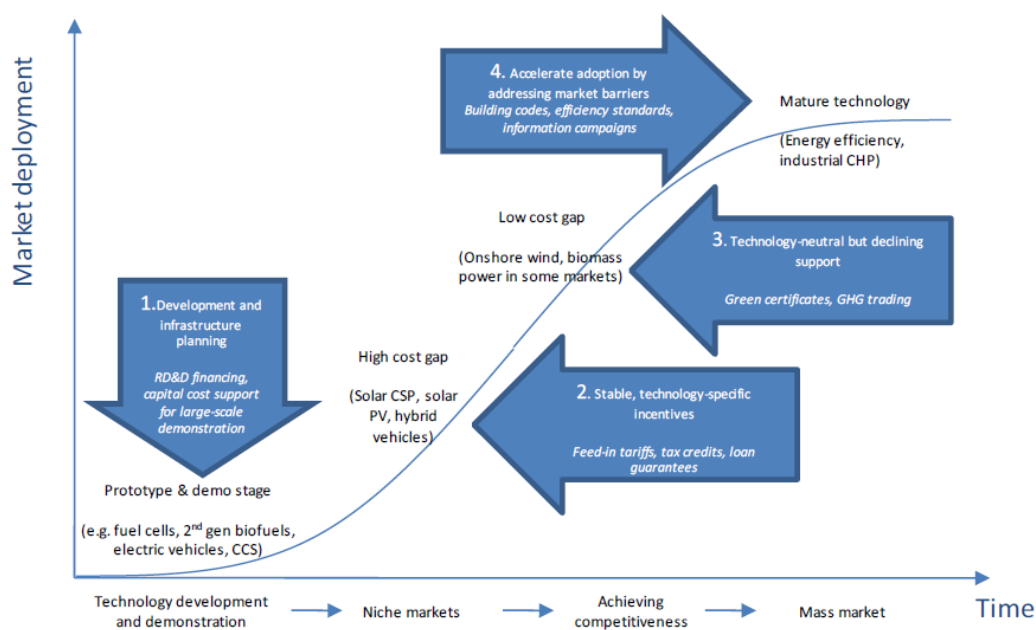 Market deployment
4. Accelerate adoption by
addressing market barriers
Building codes, efficiency standards,
information campaigns
Mature technology
(Energy efficiency,
industrial CHP)
Low cost gap
(Onshore wind, biomass
power in some markets)
3. Technology-neutral but declining
support
Green certificates, GHG trading
1.Development and
infrastructure
planning
RD&D financing,
capital cost support
for large-scale
demonstration
High cost gap
(Solar CSP, solar
PV, hybrid
vehicles)
2. Stable, technology-specific
incentives
Feed-in tariffs, tax credits, loan
guarantees
Prototype & demo stage
(e.g. fuel cells, 2nd gen biofuels,
electric vehicles, CCS)
Technology development
and demonstration
Niche markets
Achieving
competitiveness
Mass market
Time